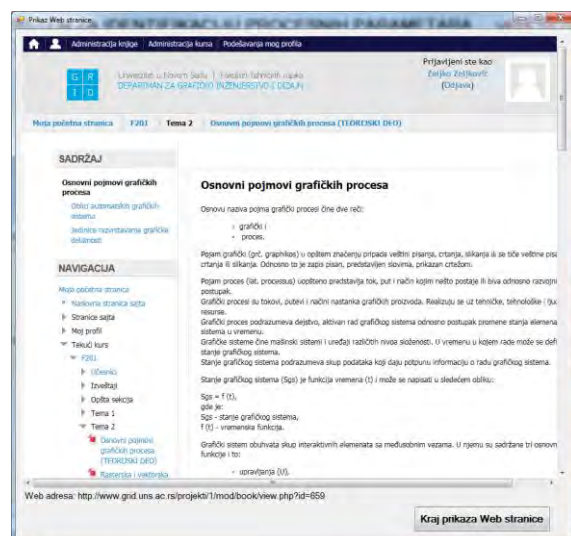 Prikaz Web stranice
IDENTIFIKACIJU PROCESNIH PARAMETARA
Administracija knjige Administracija kursa Podešavanja mog profila
G R
I D
Univerzitet u Novom Sadu | Fakultet tehničkih nauka
DEPARTMAN ZA GRAFIČKO INŽENJERSTVO I DIZAJN
Prijavljeni ste kao
Željko Zeljković
(Odjava)
Moja početna stranica F201 Tema 2 Osnovni pojmovi grafičkih procesa (TEORIJSKI DEO)
SADRŽAJ
Osnovni pojmovi grafičkih
procesa
Oblici automatskih grafičkih
sistema
Jedinice razvrstavanja grafičke
delatnosti
NAVIGACIJA
Moja početna stranica
Naslovna stranica sajta
Stranice sajta
Moj profil
Tekući kurs
F201
Učesnici
Izveštaji
Opšta sekcija
Tema 1
Tema 2
Osnovni pojmovi
grafičkih procesa
(TEORIJSKI DEO)
Rasterska i vektorska
Osnovni pojmovi grafičkih procesa
Osnovu naziva pojma grafički procesi čine dve reči:
- grafički i
- proces.
Pojam grafički (grč. graphikos) u opštem značenju pripada veštini pisanja, crtanja, slikanja ili se tiče veštine pisa
crtanja ili slikanja. Odnosno to je zapis pisan, predstavljen slovima, prikazan crtežom.
Pojam proces (lat. processus) uopšteno predstavlja tok, put i način kojim nešto postaje ili biva odnosno razvojni
postupak.
Grafički procesi su tokovi, putevi i načini nastanka grafičkih proizvoda. Realizuju se uz tehničke, tehnološke i ljuc
resurse.
Grafički proces podrazumeva dejstvo, aktivan rad grafičkog sistema odnosno postupak promene stanja elemena
sistema u vremenu.
Grafičke sisteme čine mašinski sistemi i uređaji različitih nivoa složenosti. U vremenu u kojem rade može se defi
stanje grafičkog sistema.
Stanje grafičkog sistema podrazumeva skup podataka koji daju potpunu informaciju o radu grafičkog sistema.
Stanje grafičkog sistema (Sgs) je funkcija vremena (t) i može se napisati u sledećem obliku:
Sgs = f (t),
gde je:
Sgs - stanje grafičkog sistema,
f (t) - vremenska funkcija.
Grafički sistem obuhvata skup interaktivnih elemenata sa međusobnim vezama. U njemu su sadržane tri osnovn
funkcije i to:
- upravljanja (U),
Web adresa: http://www.grid.uns.ac.rs/projekti/1/mod/book/view.php?id=659
Kraj prikaza Web stranice